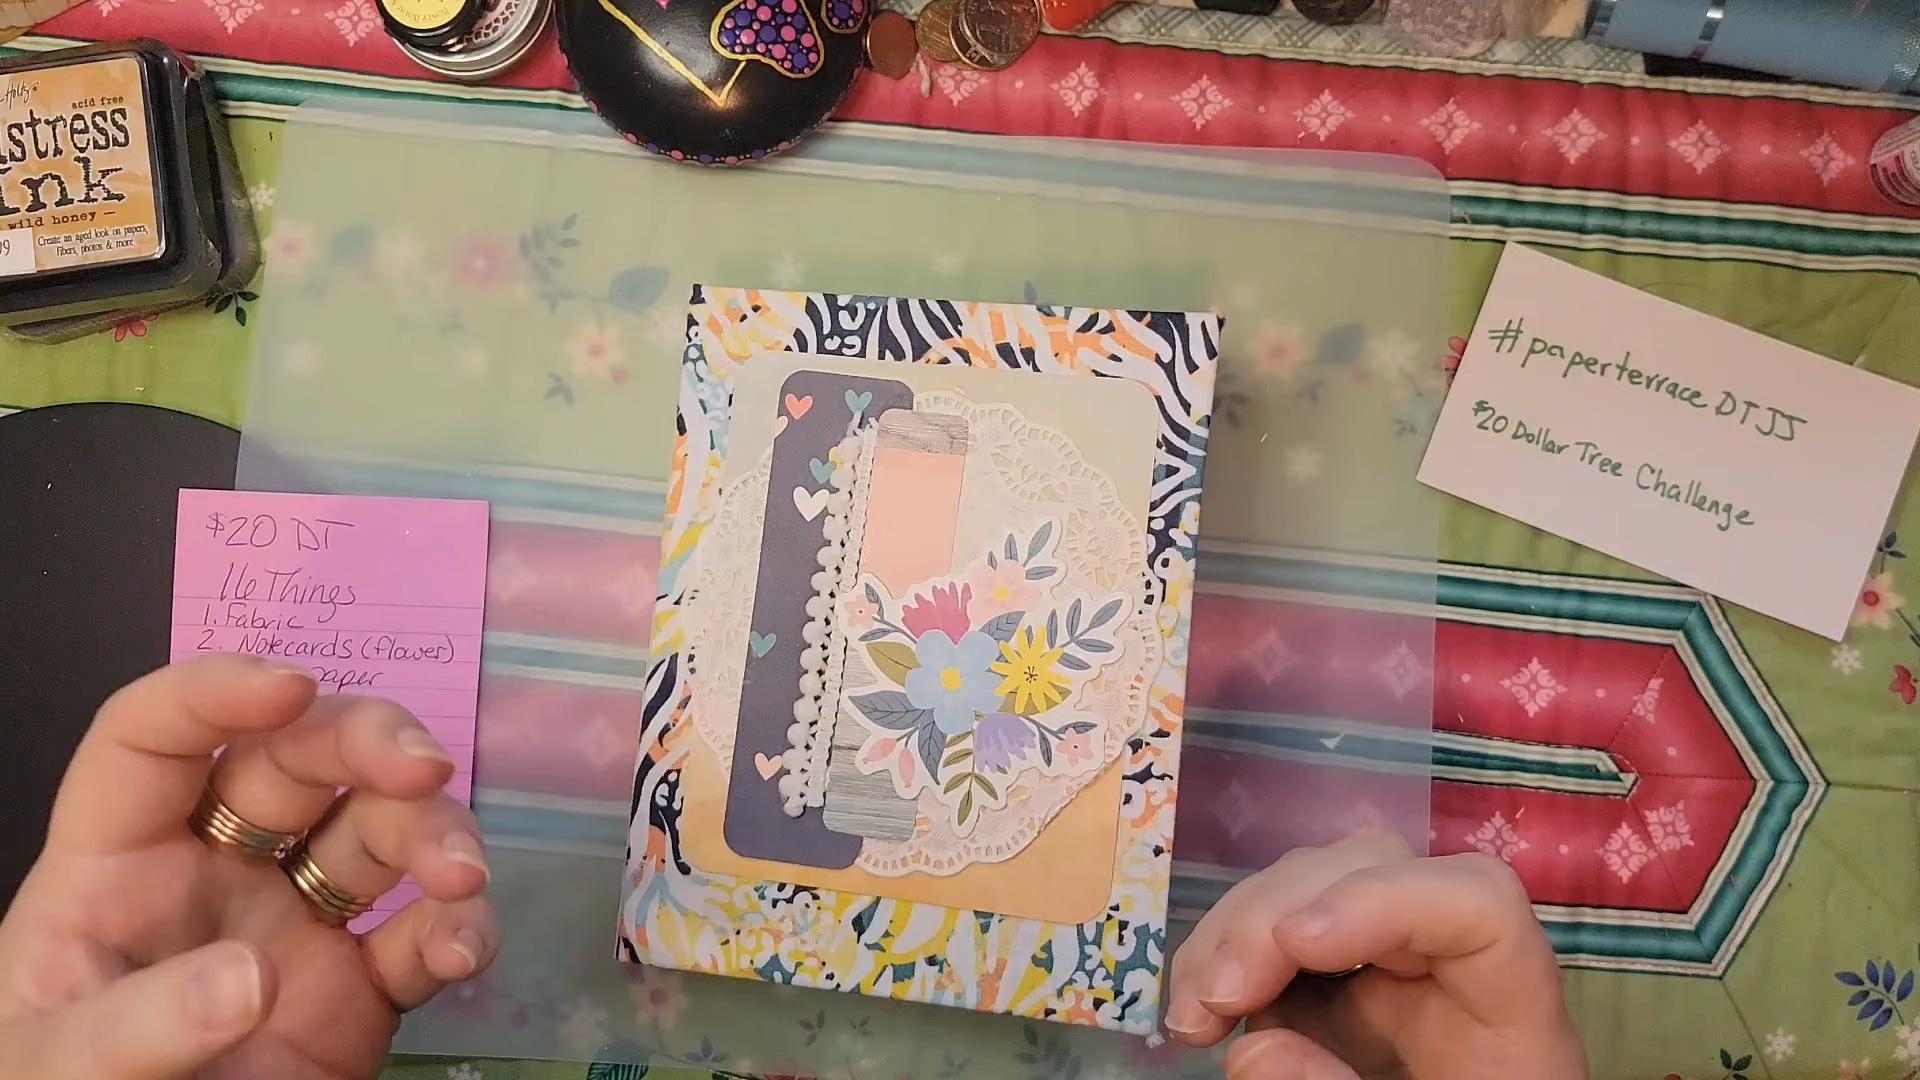 acid free
ink
wild honey
Create an aged look on papers,
fibers, photos & more.
$20 DT
16 Things
1. Fabric
2. Notecards (flower)
paper
#paperterrace DTJJ
$20 Dollar Tree Challenge